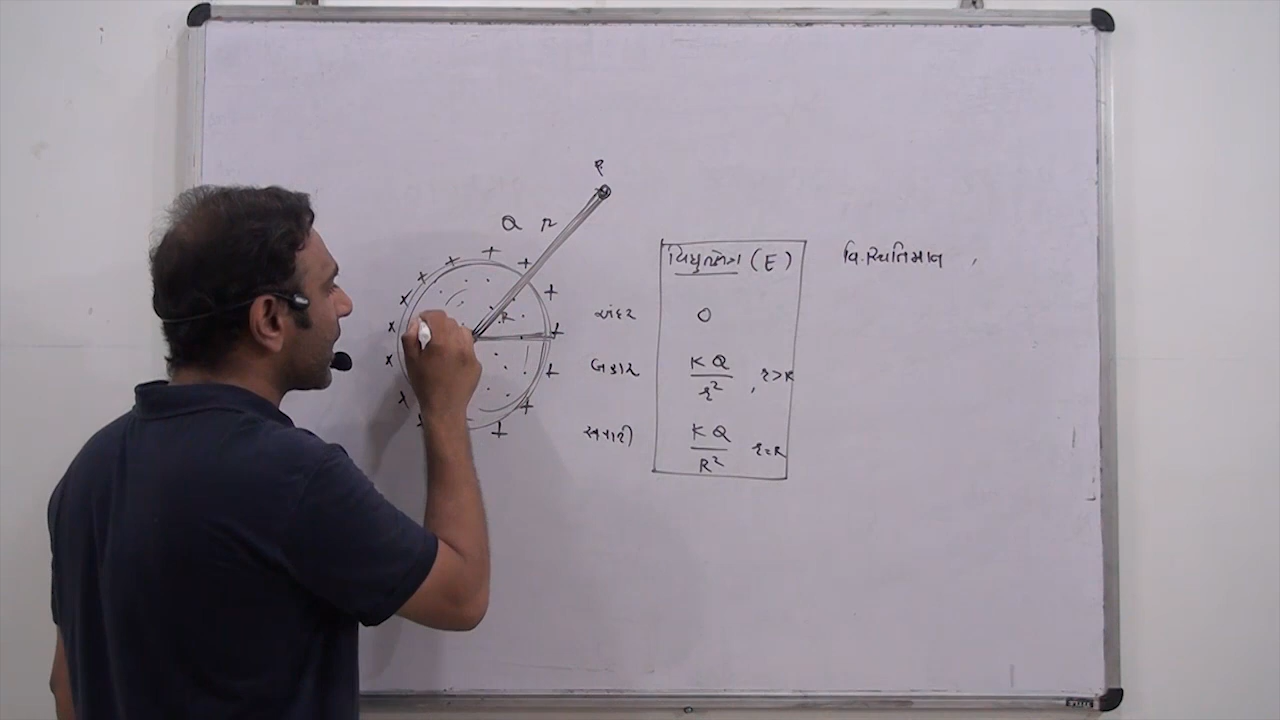 P
Q r
R
વિધુતક્ષેત્ર (E) વિ.સ્થિતિમાન ,
અંદર 0
બહાર KQ / r² , r>R
સપાટી KQ / R² r=R